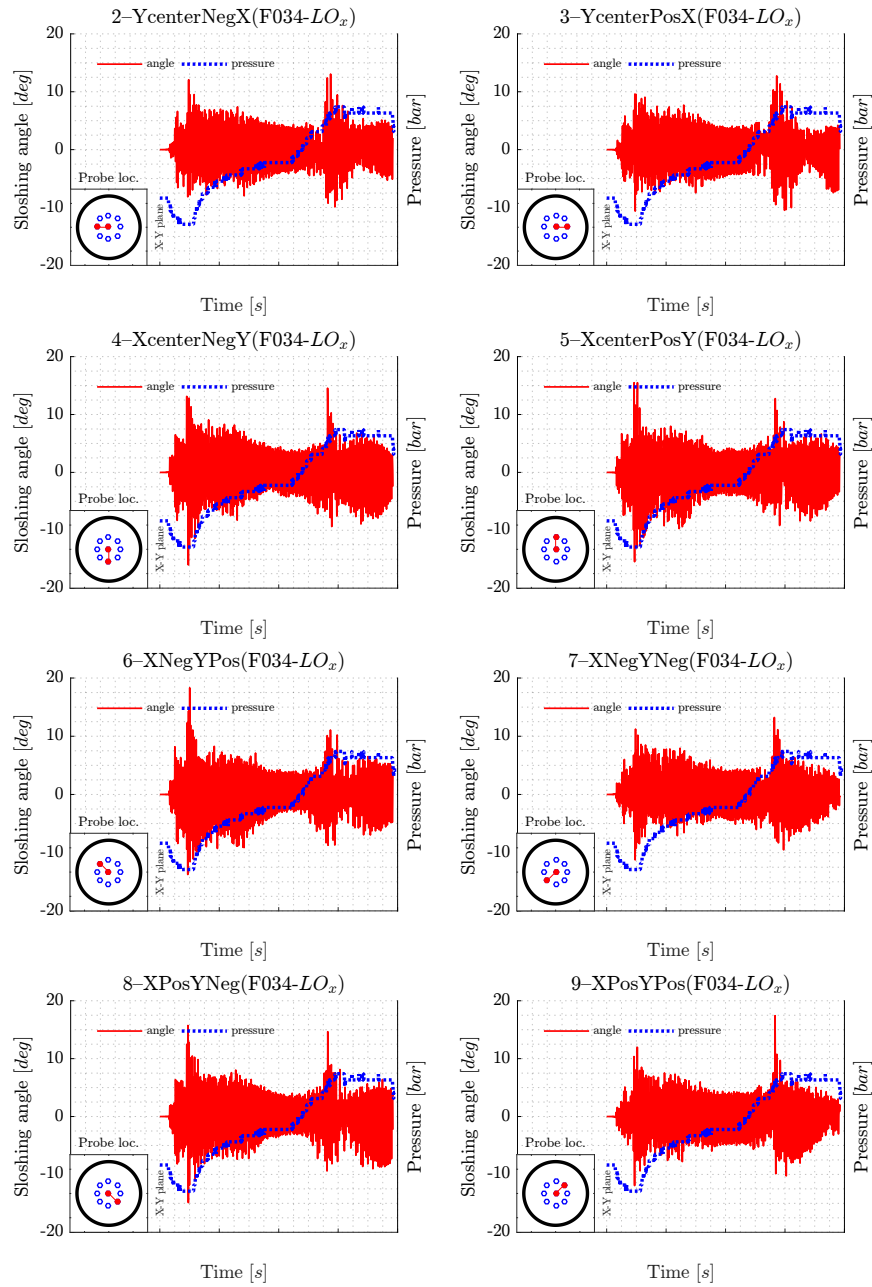 2–YcenterNegX(F034-LOx)
20
10
0
-10
-20
Sloshing angle [deg]
angle
pressure
Pressure [bar]
Probe loc.
X-Y plane
Time [s]
3–YcenterPosX(F034-LOx)
20
10
0
-10
-20
Sloshing angle [deg]
angle
pressure
Pressure [bar]
Probe loc.
X-Y plane
Time [s]
4–XcenterNegY(F034-LOx)
20
10
0
-10
-20
Sloshing angle [deg]
angle
pressure
Pressure [bar]
Probe loc.
X-Y plane
Time [s]
5–XcenterPosY(F034-LOx)
20
10
0
-10
-20
Sloshing angle [deg]
angle
pressure
Pressure [bar]
Probe loc.
X-Y plane
Time [s]
6–XNegYPos(F034-LOx)
20
10
0
-10
-20
Sloshing angle [deg]
angle
pressure
Pressure [bar]
Probe loc.
X-Y plane
Time [s]
7–XNegYNeg(F034-LOx)
20
10
0
-10
-20
Sloshing angle [deg]
angle
pressure
Pressure [bar]
Probe loc.
X-Y plane
Time [s]
8–XPosYNeg(F034-LOx)
20
10
0
-10
-20
Sloshing angle [deg]
angle
pressure
Pressure [bar]
Probe loc.
X-Y plane
Time [s]
9–XPosYPos(F034-LOx)
20
10
0
-10
-20
Sloshing angle [deg]
angle
pressure
Pressure [bar]
Probe loc.
X-Y plane
Time [s]